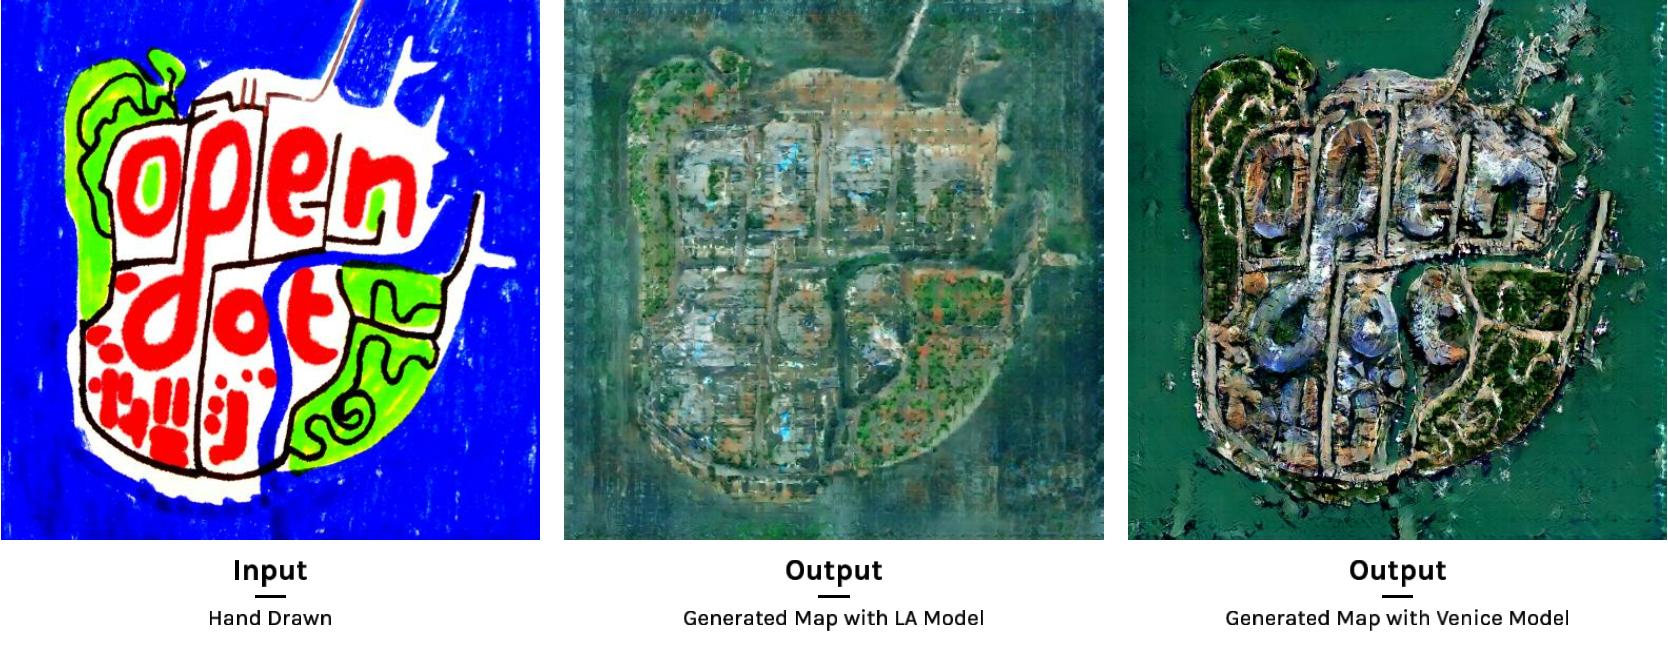 open
dot
Input
Hand Drawn
Output
Generated Map with LA Model
Output
Generated Map with Venice Model